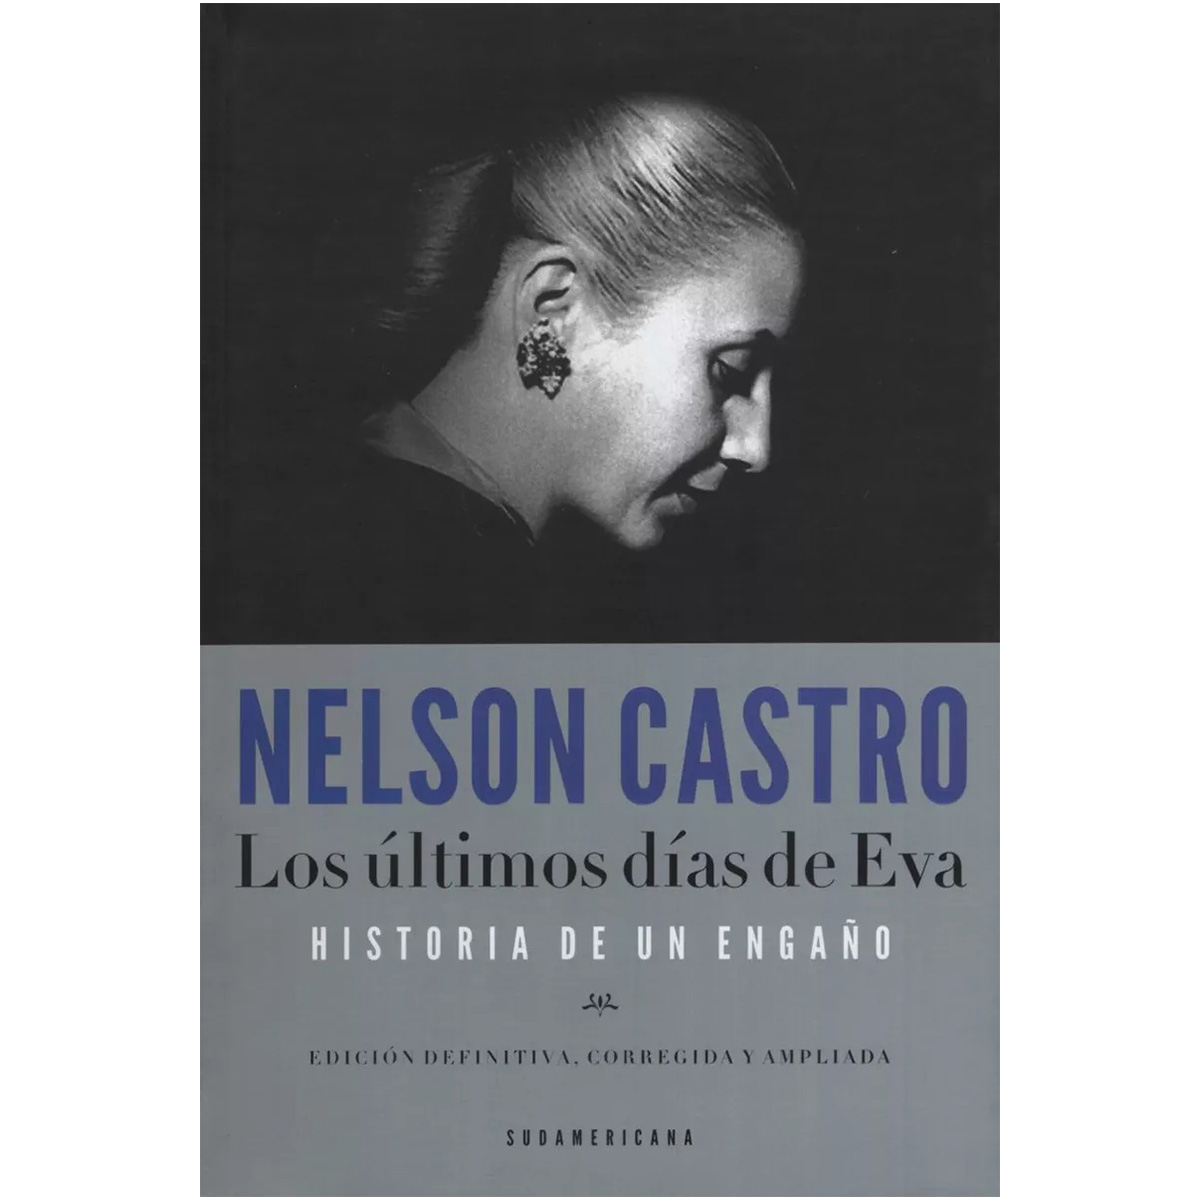 NELSON CASTRO
Los últimos días de Eva
HISTORIA DE UN ENGAÑO
EDICIÓN DEFINITIVA, CORREGIDA Y AMPLIADA
SUDAMERICANA